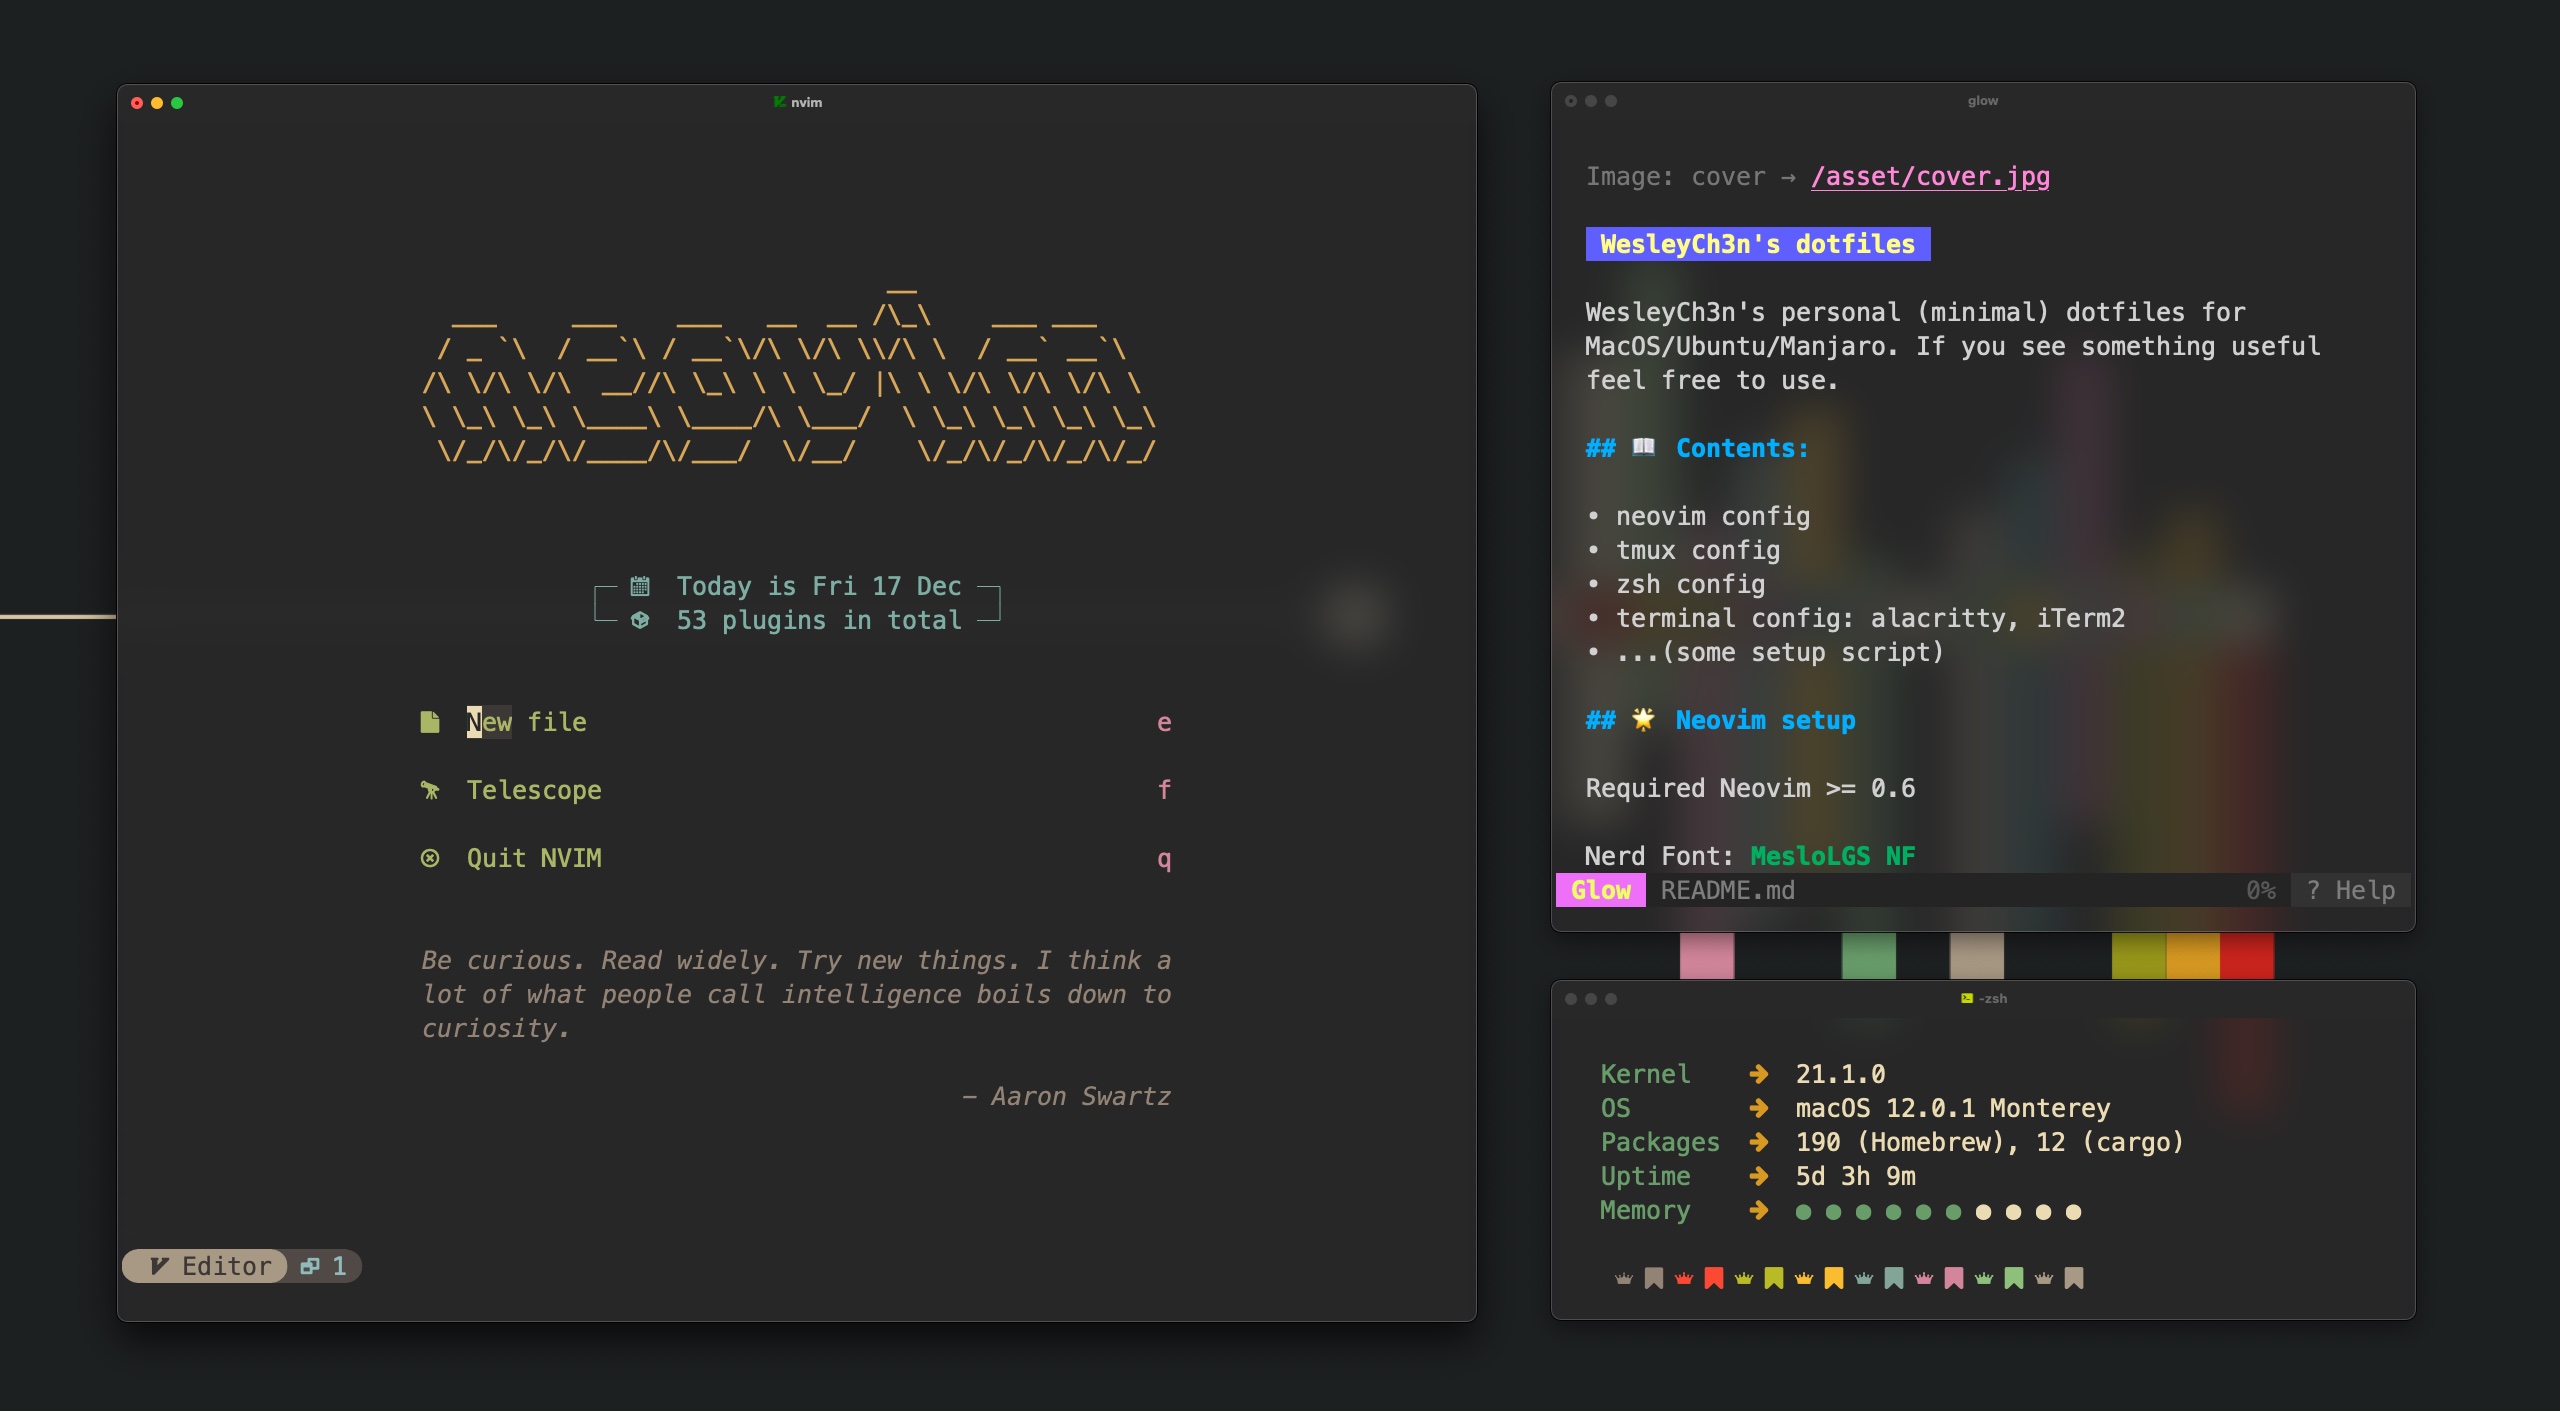 nvim
Today is Fri 17 Dec
53 plugins in total
New file e
Telescope f
Quit NVIM q
Be curious. Read widely. Try new things. I think a
lot of what people call intelligence boils down to
curiosity.
– Aaron Swartz
Editor 1
glow
Image: cover → /asset/cover.jpg
WesleyCh3n's dotfiles
WesleyCh3n's personal (minimal) dotfiles for
MacOS/Ubuntu/Manjaro. If you see something useful
feel free to use.
## 📖 Contents:
• neovim config
• tmux config
• zsh config
• terminal config: alacritty, iTerm2
• ...(some setup script)
## 🌟 Neovim setup
Required Neovim >= 0.6
Nerd Font: MesloLGS NF
Glow README.md 0% ? Help
-zsh
Kernel ➜ 21.1.0
OS ➜ macOS 12.0.1 Monterey
Packages ➜ 190 (Homebrew), 12 (cargo)
Uptime ➜ 5d 3h 9m
Memory ➜ ● ● ● ● ● ● ● ● ● ●